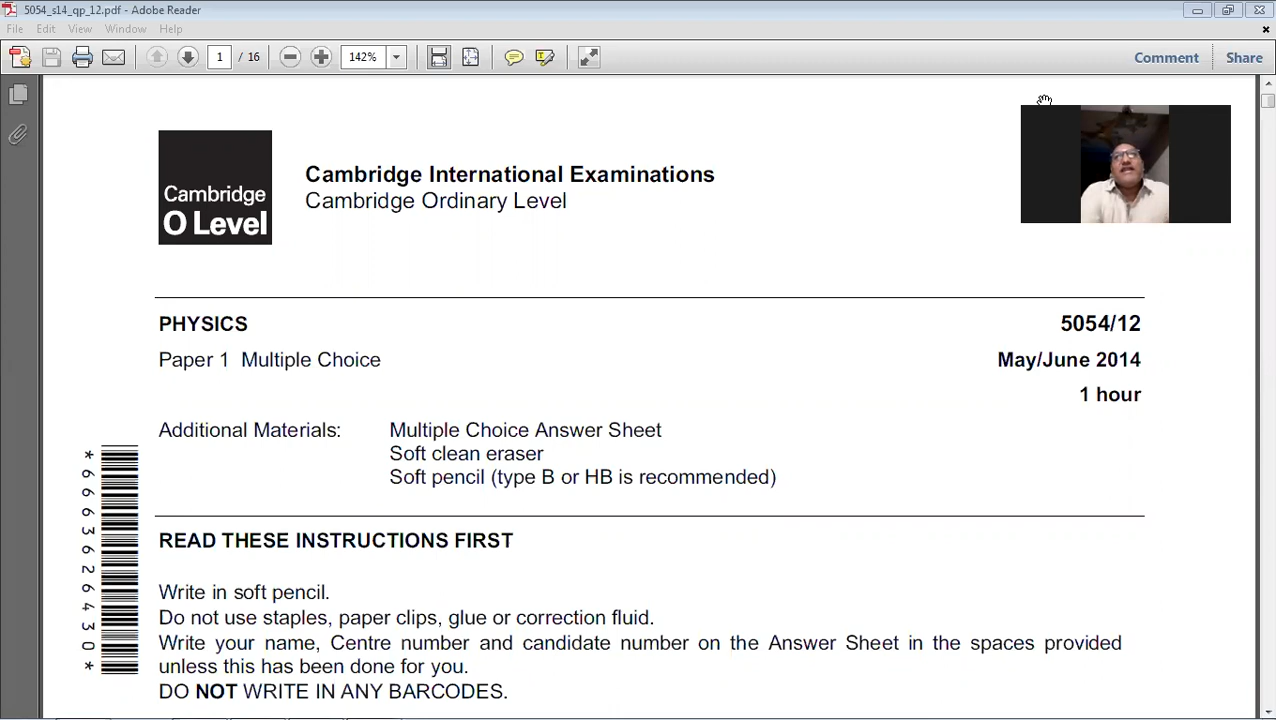 5054_s14_qp_12.pdf - Adobe Reader
File Edit View Window Help
1 / 16 142% Comment Share
Cambridge International Examinations
Cambridge Ordinary Level
Cambridge
O Level
PHYSICS 5054/12
Paper 1 Multiple Choice May/June 2014
1 hour
Additional Materials: Multiple Choice Answer Sheet
Soft clean eraser
Soft pencil (type B or HB is recommended)
*6663626430*
READ THESE INSTRUCTIONS FIRST
Write in soft pencil.
Do not use staples, paper clips, glue or correction fluid.
Write your name, Centre number and candidate number on the Answer Sheet in the spaces provided
unless this has been done for you.
DO NOT WRITE IN ANY BARCODES.